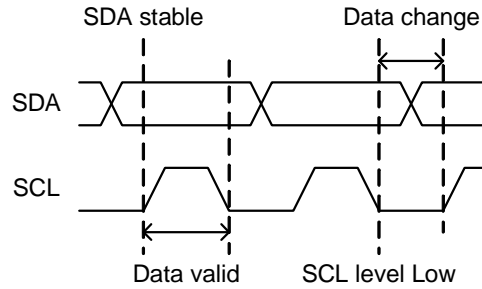 SDA stable
Data change
SDA
SCL
Data valid
SCL level Low